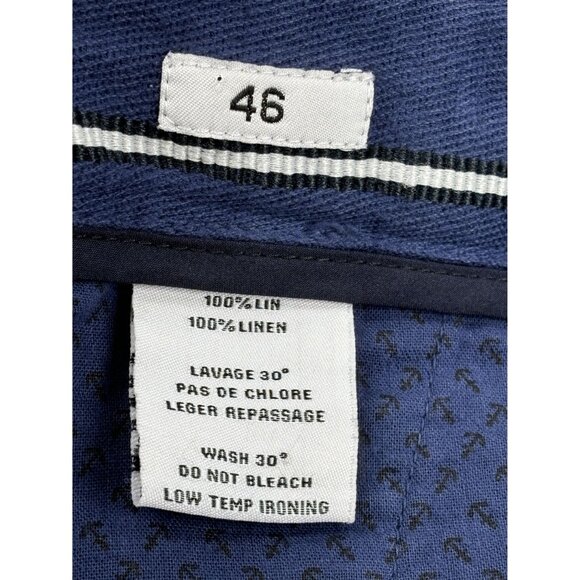 46
100%LIN
100%LINEN
LAVAGE 30°
PAS DE CHLORE
LEGER REPASSAGE
WASH 30°
DO NOT BLEACH
LOW TEMP IRONING